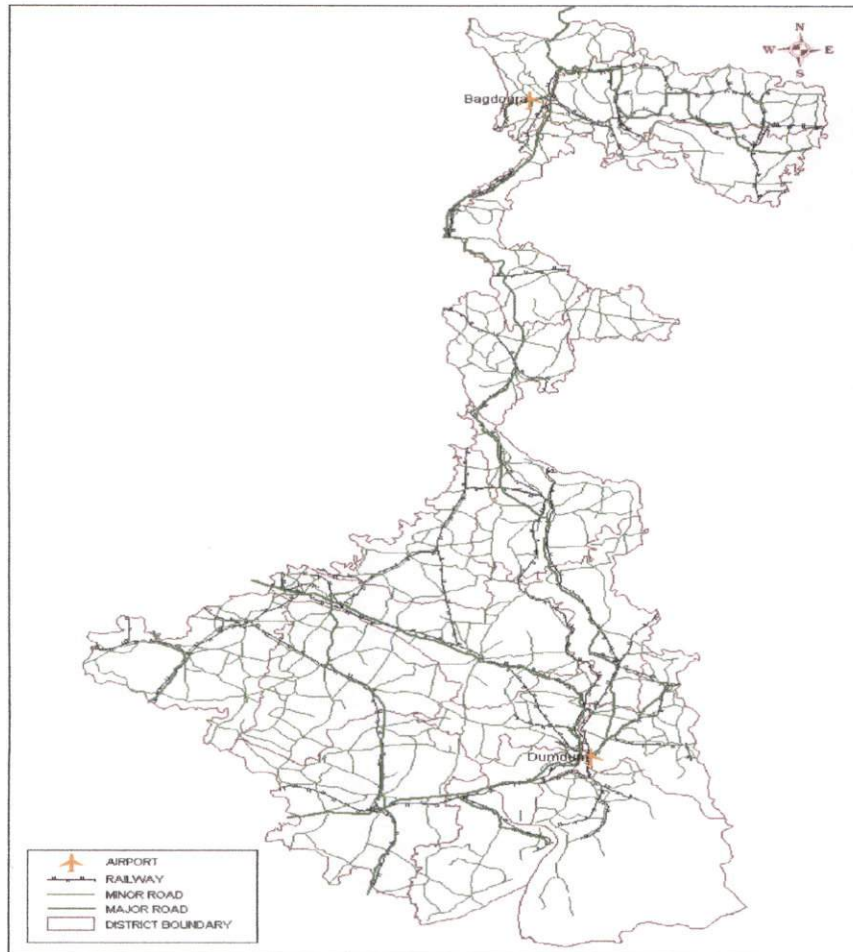 N
W E
S
Bagdogra
Dumdum
AIRPORT
RAILWAY
MINOR ROAD
MAJOR ROAD
DISTRICT BOUNDARY